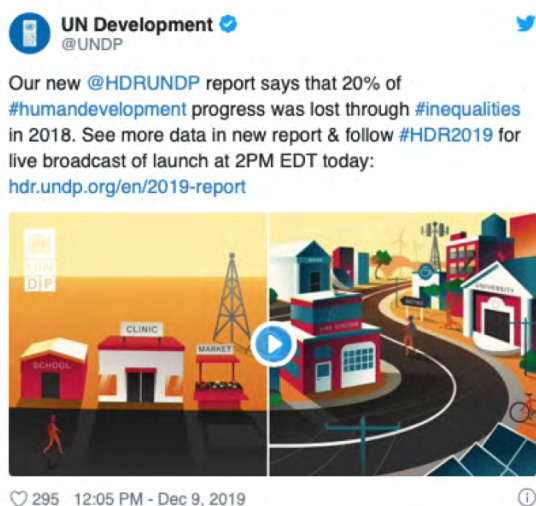 UN Development
@UNDP
Our new @HDRUNDP report says that 20% of
#humandevelopment progress was lost through #inequalities
in 2018. See more data in new report & follow #HDR2019 for
live broadcast of launch at 2PM EDT today:
hdr.undp.org/en/2019-report
UN
DP
SCHOOL
CLINIC
MARKET
BANK
FIRE STATION
METRO
UNIVERSITY
295 12:05 PM - Dec 9, 2019